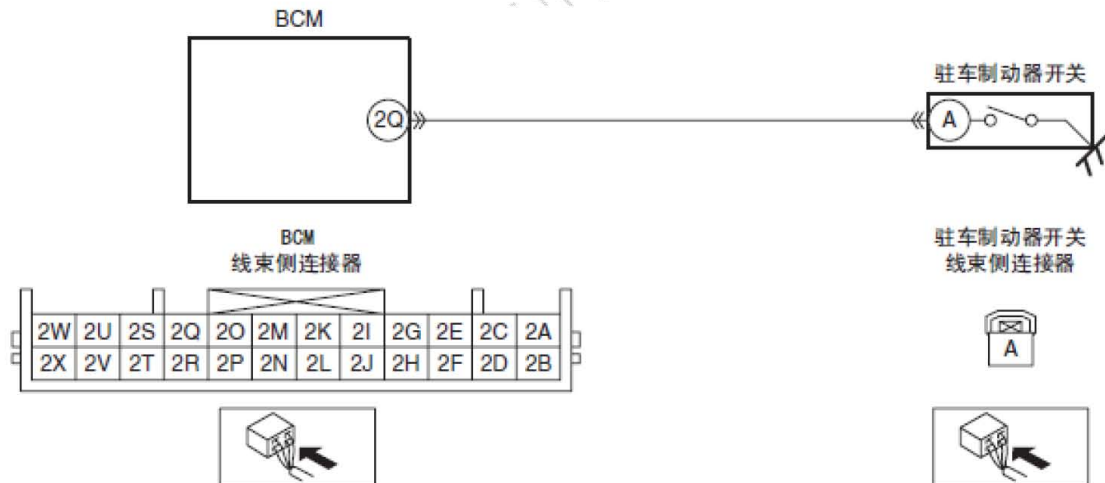 BCM
2Q
驻车制动器开关
A
BCM
线束侧连接器
驻车制动器开关
线束侧连接器
2W 2U 2S 2Q 2O 2M 2K 2I 2G 2E 2C 2A
2X 2V 2T 2R 2P 2N 2L 2J 2H 2F 2D 2B
A